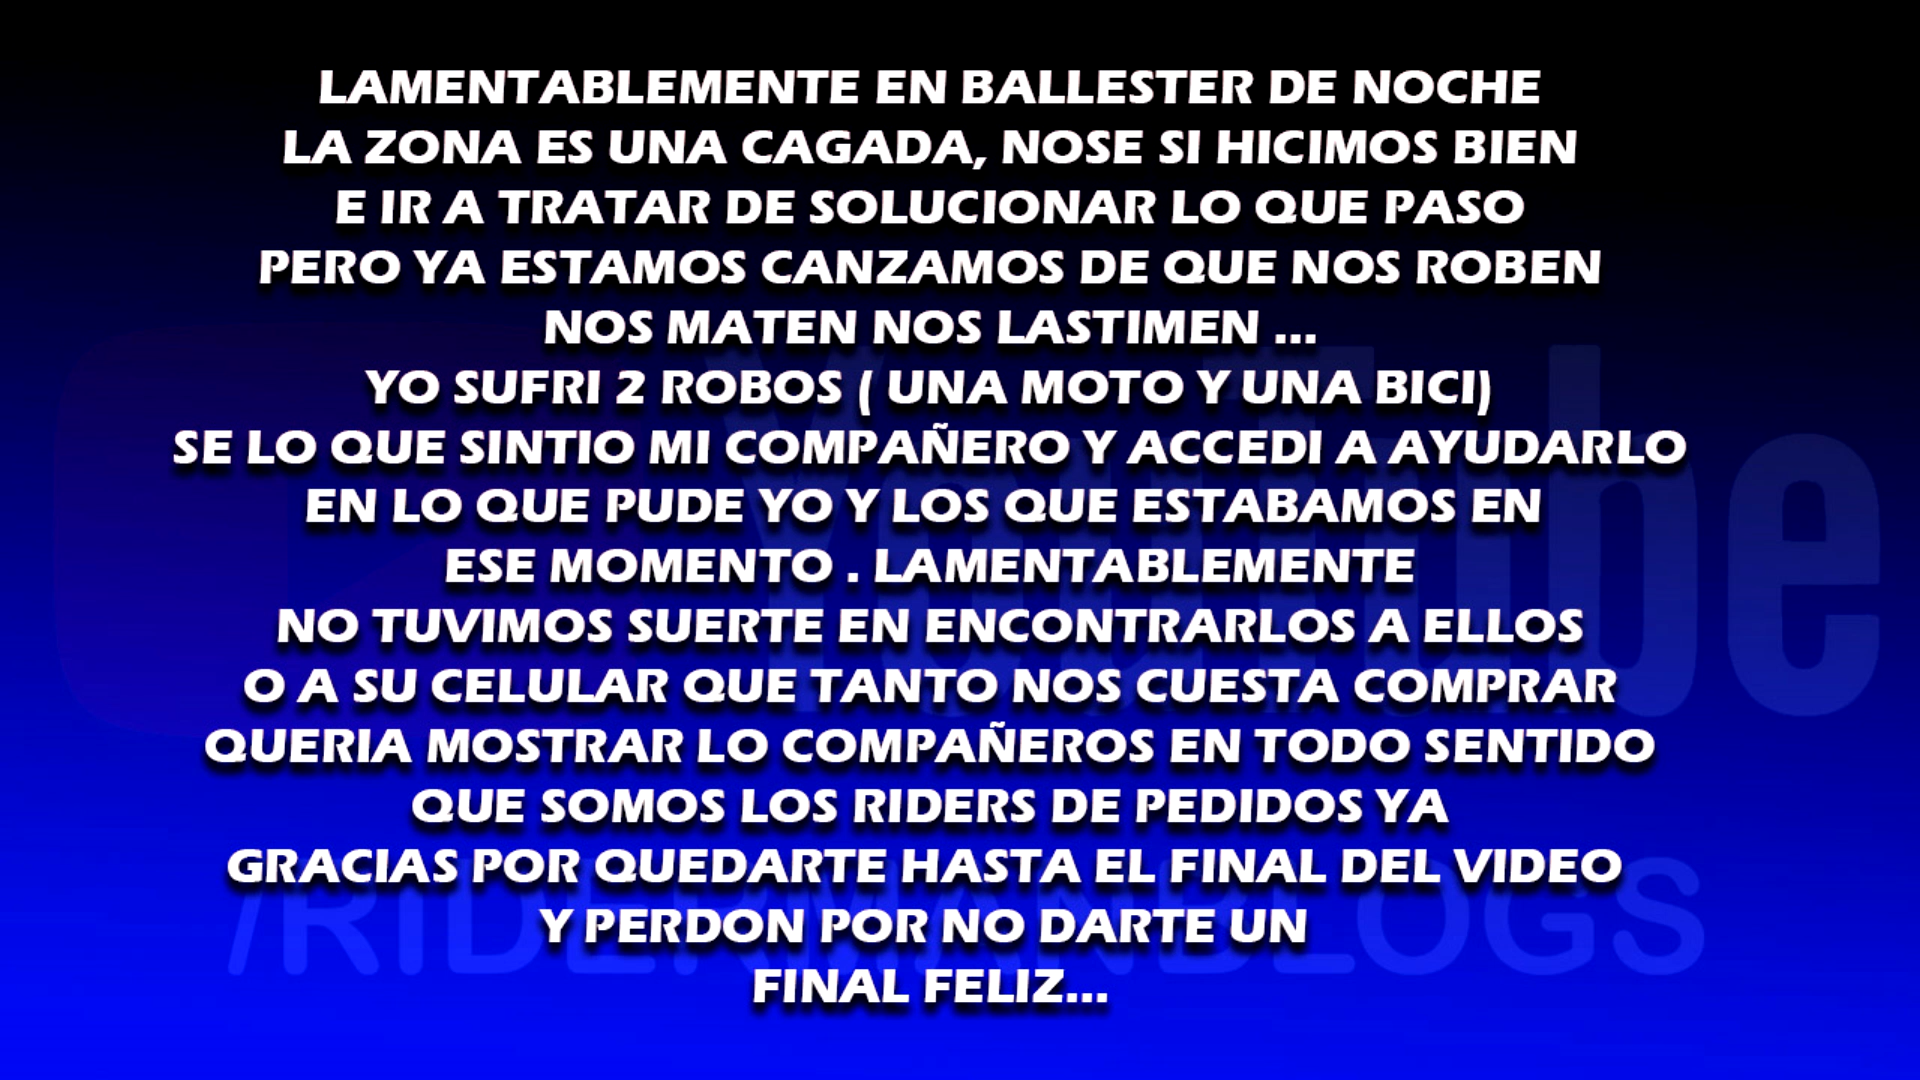 LAMENTABLEMENTE EN BALLESTER DE NOCHE
LA ZONA ES UNA CAGADA, NOSE SI HICIMOS BIEN
E IR A TRATAR DE SOLUCIONAR LO QUE PASO
PERO YA ESTAMOS CANZAMOS DE QUE NOS ROBEN
NOS MATEN NOS LASTIMEN ...
YO SUFRI 2 ROBOS ( UNA MOTO Y UNA BICI)
SE LO QUE SINTIO MI COMPAÑERO Y ACCEDI A AYUDARLO
EN LO QUE PUDE YO Y LOS QUE ESTABAMOS EN
ESE MOMENTO . LAMENTABLEMENTE
NO TUVIMOS SUERTE EN ENCONTRARLOS A ELLOS
O A SU CELULAR QUE TANTO NOS CUESTA COMPRAR
QUERIA MOSTRAR LO COMPAÑEROS EN TODO SENTIDO
QUE SOMOS LOS RIDERS DE PEDIDOS YA
GRACIAS POR QUEDARTE HASTA EL FINAL DEL VIDEO
Y PERDON POR NO DARTE UN
FINAL FELIZ...
YouTube
/RIDERMANBLOGS